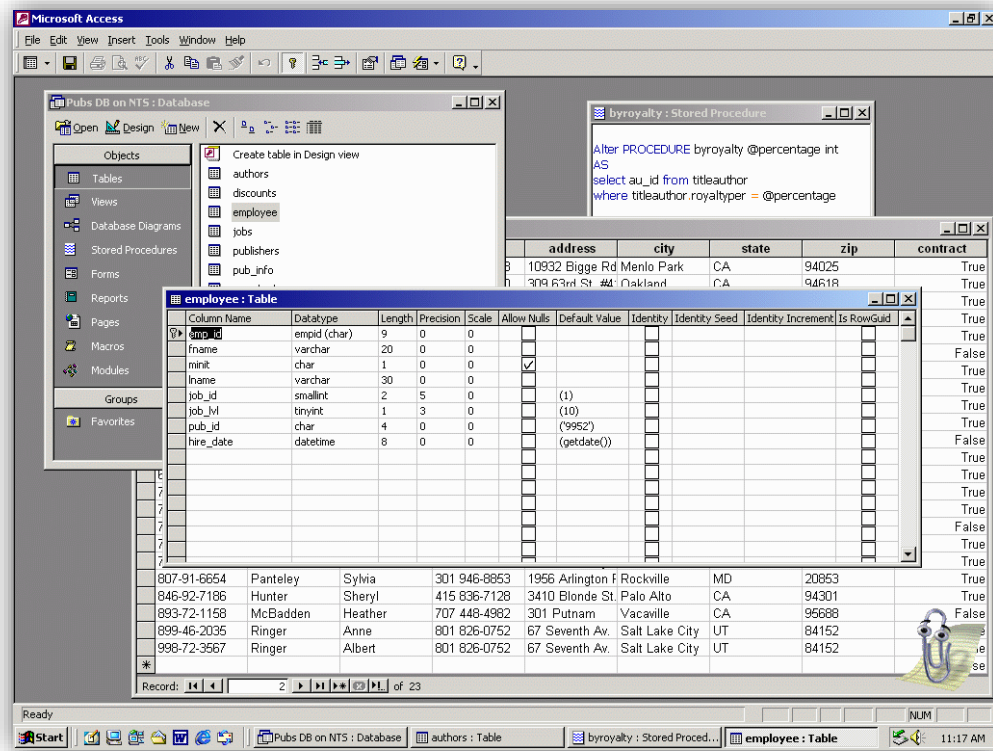 Microsoft Access
File Edit View Insert Tools Window Help
Pubs DB on NTS : Database
Open Design New
Objects
Tables
Views
Database Diagrams
Stored Procedures
Forms
Reports
Pages
Macros
Modules
Groups
Favorites
Create table in Design view
authors
discounts
employee
jobs
publishers
pub_info
byroyalty : Stored Procedure
Alter PROCEDURE byroyalty @percentage int
AS
select au_id from titleauthor
where titleauthor.royaltyper = @percentage
address city state zip contract
10932 Bigge Rd Menlo Park CA 94025 True
309 63rd St. #4 Oakland CA 94618 True
True
True
True
False
True
True
True
True
False
True
True
True
False
True
True
employee : Table
Column Name Datatype Length Precision Scale Allow Nulls Default Value Identity Identity Seed Identity Increment Is RowGuid
emp_id empid (char) 9 0 0
fname varchar 20 0 0
minit char 1 0 0
lname varchar 30 0 0
job_id smallint 2 5 0 (1)
job_lvl tinyint 1 3 0 (10)
pub_id char 4 0 0 ('9952')
hire_date datetime 8 0 0 (getdate())
807-91-6654 Panteley Sylvia 301 946-8853 1956 Arlington Rockville MD 20853 True
846-92-7186 Hunter Sheryl 415 836-7128 3410 Blonde St. Palo Alto CA 94301 True
893-72-1158 McBadden Heather 707 448-4982 301 Putnam Vacaville CA 95688 False
899-46-2035 Ringer Anne 801 826-0752 67 Seventh Av. Salt Lake City UT 84152
998-72-3567 Ringer Albert 801 826-0752 67 Seventh Av. Salt Lake City UT 84152
Record: 2 of 23
Ready NUM
Start Pubs DB on NTS : Database authors : Table byroyalty : Stored Proced... employee : Table 11:17 AM